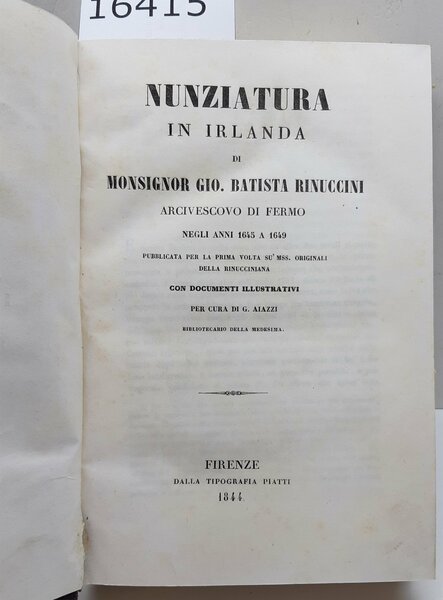 16415
NUNZIATURA
IN IRLANDA
DI
MONSIGNOR GIO. BATISTA RINUCCINI
ARCIVESCOVO DI FERMO
NEGLI ANNI 1645 A 1649
PUBBLICATA PER LA PRIMA VOLTA SU' MSS. ORIGINALI
DELLA RINUCCINIANA
CON DOCUMENTI ILLUSTRATIVI
PER CURA DI G. AIAZZI
BIBLIOTECARIO DELLA MEDESIMA.
FIRENZE
DALLA TIPOGRAFIA PIATTI
1844